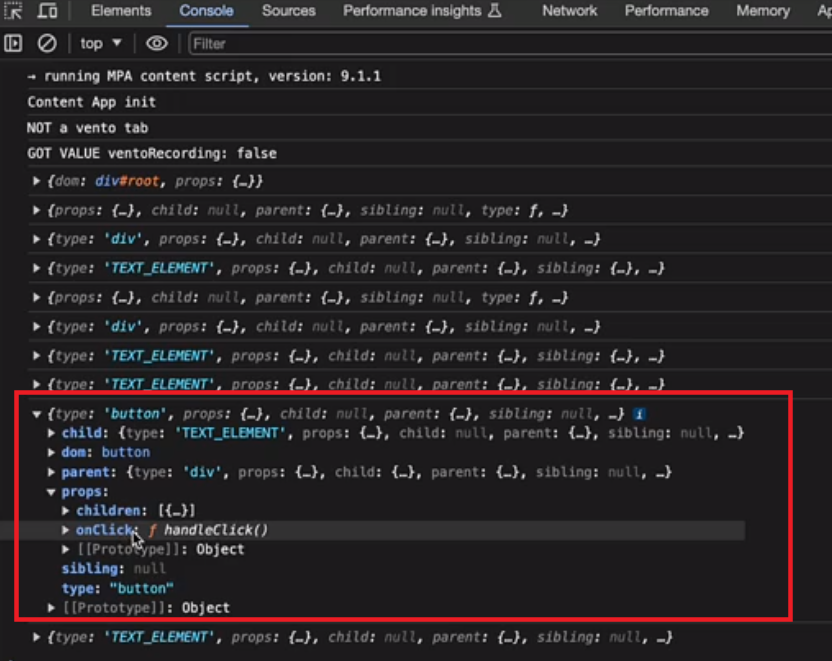 Elements Console Sources Performance insights Network Performance Memory Ap
top ▼ Filter
→ running MPA content script, version: 9.1.1
Content App init
NOT a vento tab
GOT VALUE ventoRecording: false
▶ {dom: div#root, props: {…}}
▶ {props: {…}, child: null, parent: {…}, sibling: null, type: ƒ, …}
▶ {type: 'div', props: {…}, child: null, parent: {…}, sibling: null, …}
▶ {type: 'TEXT_ELEMENT', props: {…}, child: null, parent: {…}, sibling: {…}, …}
▶ {props: {…}, child: null, parent: {…}, sibling: null, type: ƒ, …}
▶ {type: 'div', props: {…}, child: null, parent: {…}, sibling: null, …}
▶ {type: 'TEXT_ELEMENT', props: {…}, child: null, parent: {…}, sibling: {…}, …}
▶ {type: 'TEXT_ELEMENT', props: {…}, child: null, parent: {…}, sibling: {…}, …}
▼ {type: 'button', props: {…}, child: null, parent: {…}, sibling: null, …} i
▶ child: {type: 'TEXT_ELEMENT', props: {…}, child: null, parent: {…}, sibling: null, …}
▶ dom: button
▶ parent: {type: 'div', props: {…}, child: {…}, parent: {…}, sibling: null, …}
▼ props:
▶ children: [{…}]
▶ onClick: ƒ handleClick()
▶ [[Prototype]]: Object
sibling: null
type: "button"
▶ [[Prototype]]: Object
▶ {type: 'TEXT_ELEMENT', props: {…}, child: null, parent: {…}, sibling: null, …}